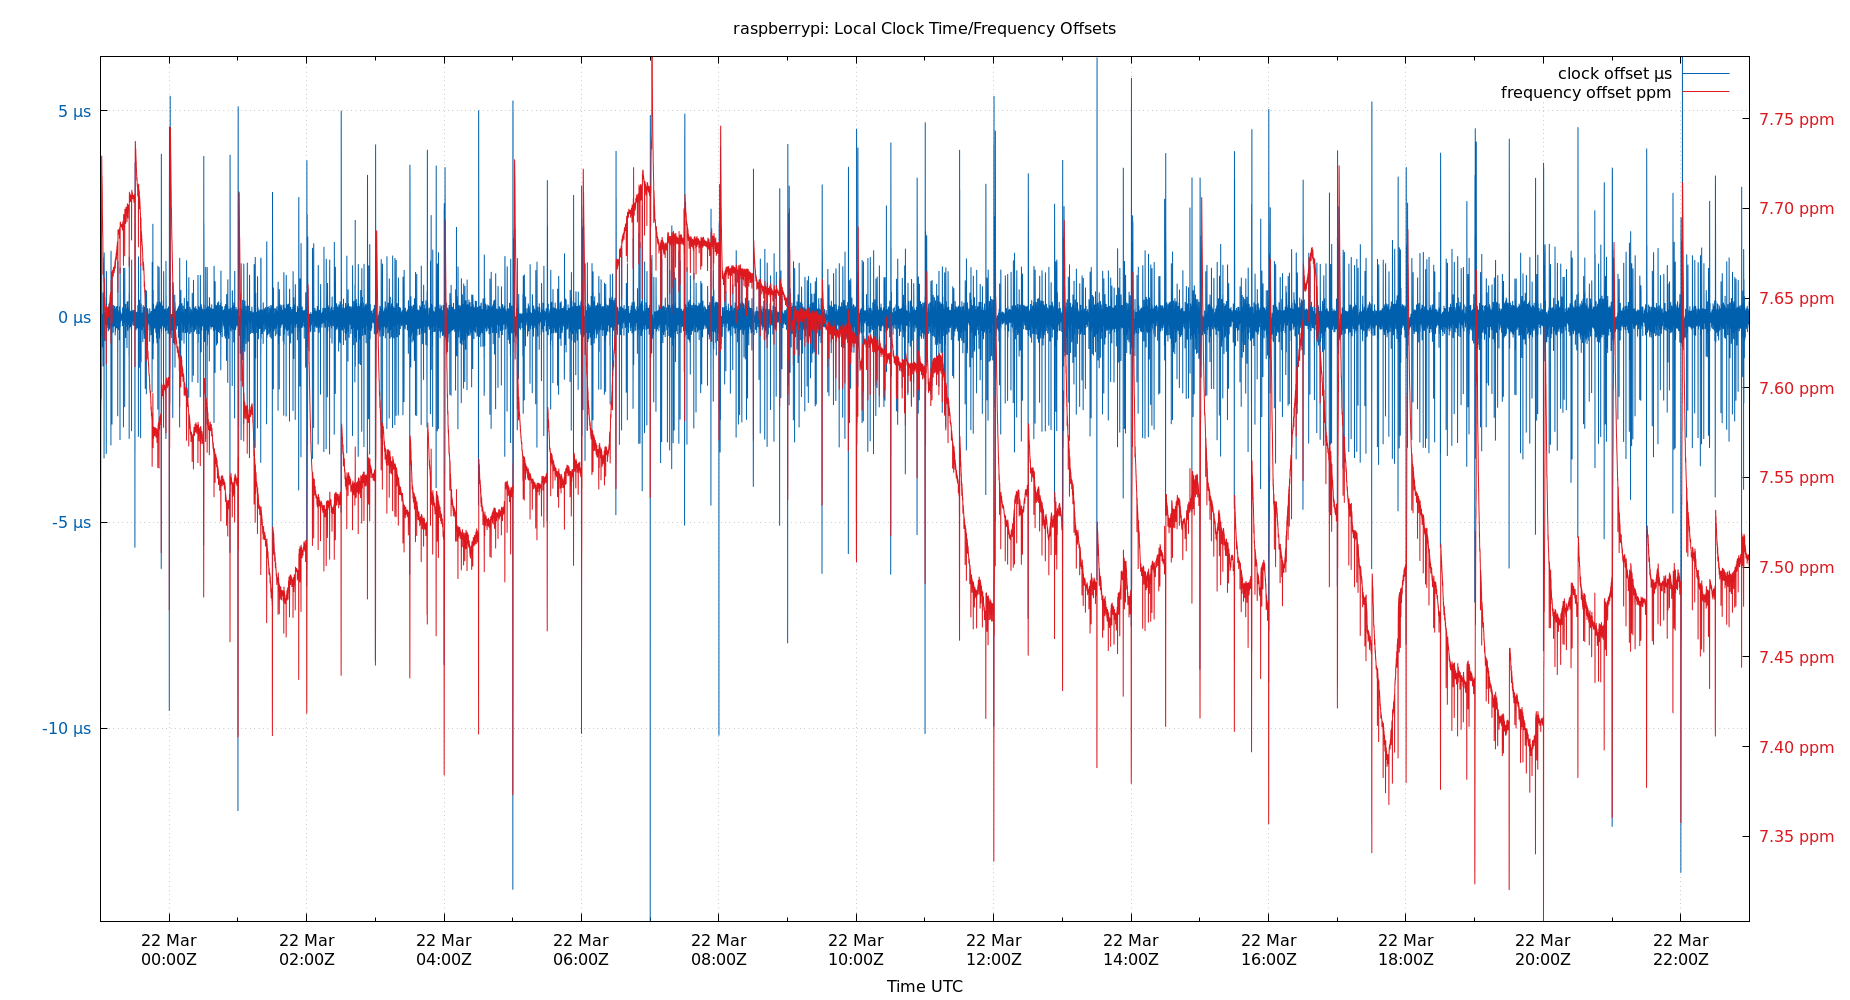 raspberrypi: Local Clock Time/Frequency Offsets
clock offset µs
frequency offset ppm
5 µs
0 µs
-5 µs
-10 µs
7.75 ppm
7.70 ppm
7.65 ppm
7.60 ppm
7.55 ppm
7.50 ppm
7.45 ppm
7.40 ppm
7.35 ppm
22 Mar 22 Mar 22 Mar 22 Mar 22 Mar 22 Mar 22 Mar 22 Mar 22 Mar 22 Mar 22 Mar 22 Mar
00:00Z 02:00Z 04:00Z 06:00Z 08:00Z 10:00Z 12:00Z 14:00Z 16:00Z 18:00Z 20:00Z 22:00Z
Time UTC